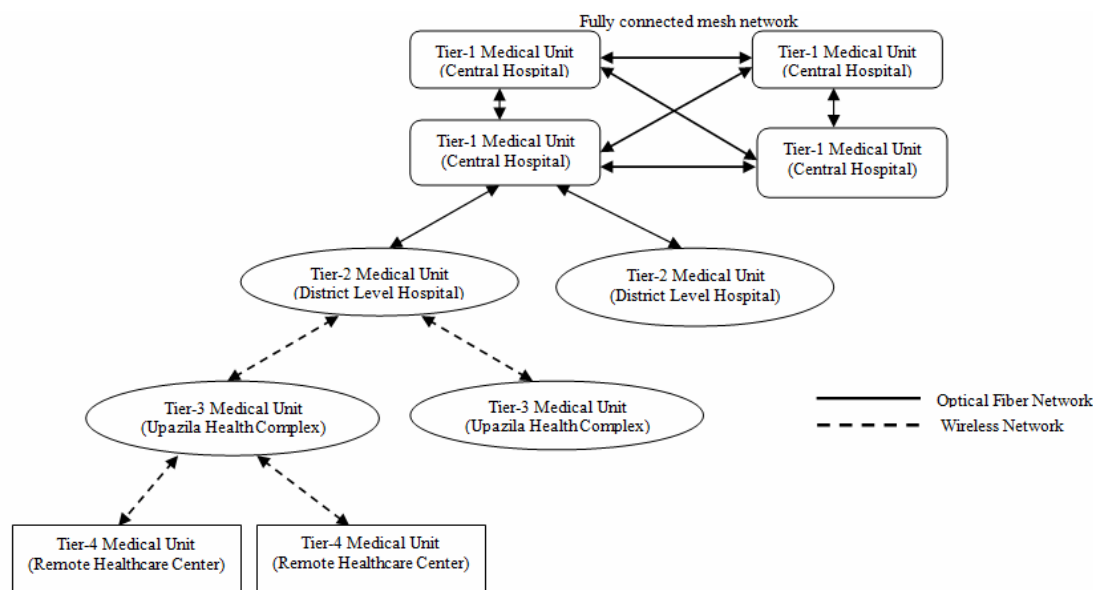 Fully connected mesh network
Tier-1 Medical Unit
(Central Hospital)
Tier-1 Medical Unit
(Central Hospital)
Tier-1 Medical Unit
(Central Hospital)
Tier-1 Medical Unit
(Central Hospital)
Tier-2 Medical Unit
(District Level Hospital)
Tier-2 Medical Unit
(District Level Hospital)
Tier-3 Medical Unit
(Upazila Health Complex)
Tier-3 Medical Unit
(Upazila Health Complex)
Optical Fiber Network
Wireless Network
Tier-4 Medical Unit
(Remote Healthcare Center)
Tier-4 Medical Unit
(Remote Healthcare Center)